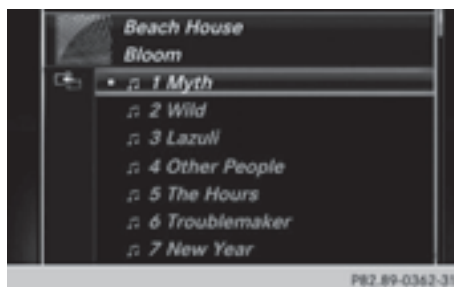 Beach House
Bloom
1 Myth
2 Wild
3 Lazuli
4 Other People
5 The Hours
6 Troublemaker
7 New Year
P82.89-0362-31